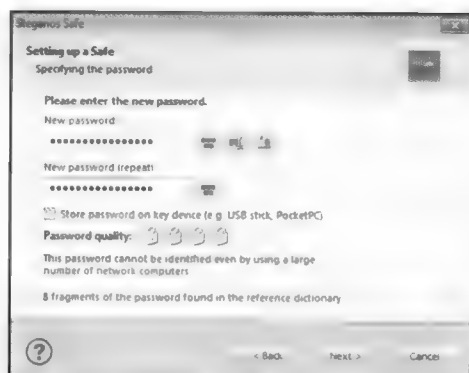 Steganos Safe
Setting up a Safe
Specifying the password
Please enter the new password.
New password
••••••••••••••••
New password (repeat)
••••••••••••••••
Store password on key device (e.g. USB stick, PocketPC)
Password quality:
This password cannot be identified even by using a large
number of network computers
8 fragments of the password found in the reference dictionary
?
< Back Next > Cancel